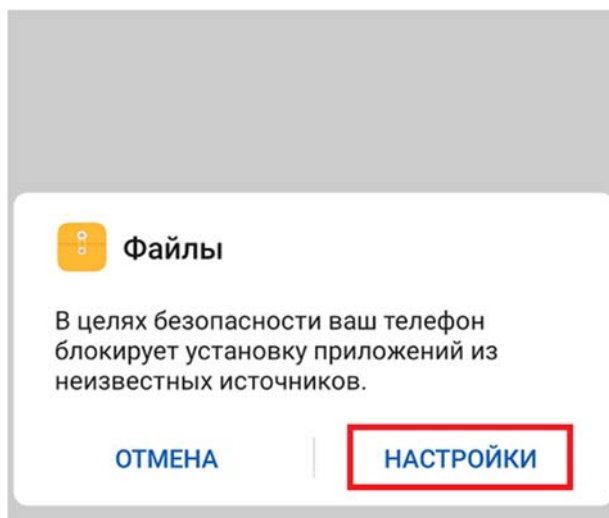 Файлы
В целях безопасности ваш телефон
блокирует установку приложений из
неизвестных источников.
ОТМЕНА
НАСТРОЙКИ